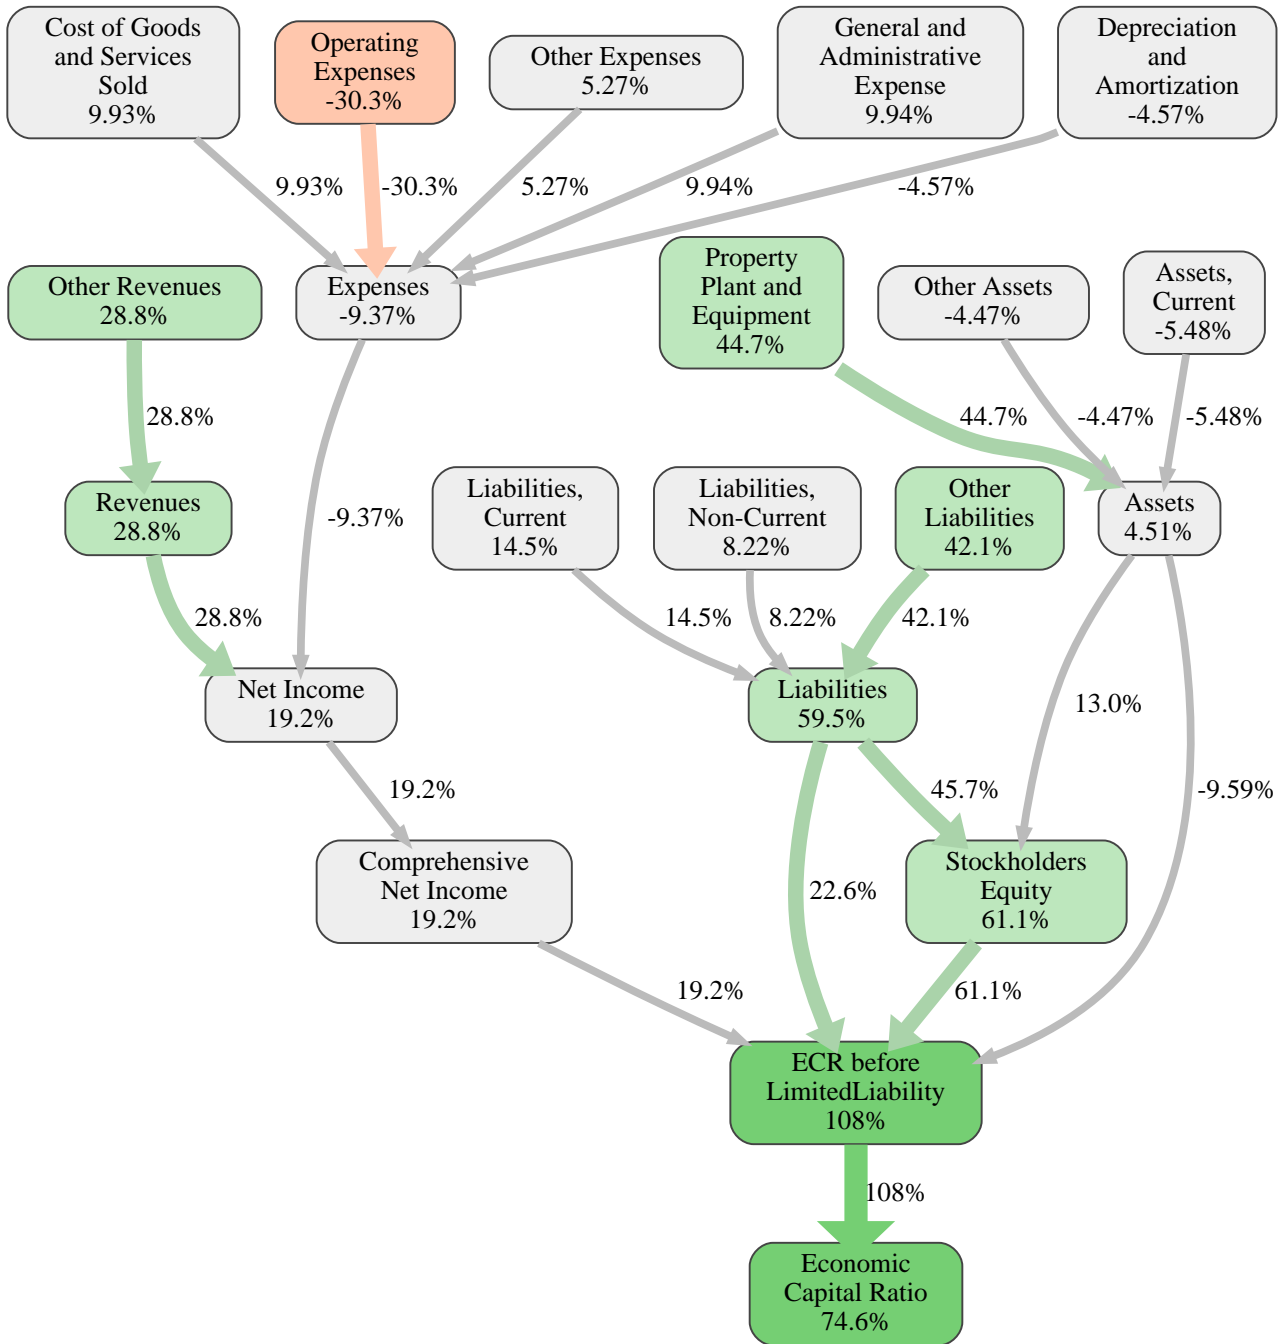 Cost of Goods
and Services
Sold
9.93%
Operating
Expenses
-30.3%
Other Expenses
5.27%
General and
Administrative
Expense
9.94%
Depreciation
and
Amortization
-4.57%
9.93%
-30.3%
5.27%
9.94%
-4.57%
Other Revenues
28.8%
Expenses
-9.37%
Property
Plant and
Equipment
44.7%
Other Assets
-4.47%
Assets,
Current
-5.48%
28.8%
44.7%
-4.47%
-5.48%
Revenues
28.8%
-9.37%
Liabilities,
Current
14.5%
Liabilities,
Non-Current
8.22%
Other
Liabilities
42.1%
Assets
4.51%
28.8%
14.5%
8.22%
42.1%
Net Income
19.2%
Liabilities
59.5%
13.0%
19.2%
45.7%
-9.59%
Comprehensive
Net Income
19.2%
22.6%
Stockholders
Equity
61.1%
19.2%
61.1%
ECR before
LimitedLiability
108%
108%
Economic
Capital Ratio
74.6%